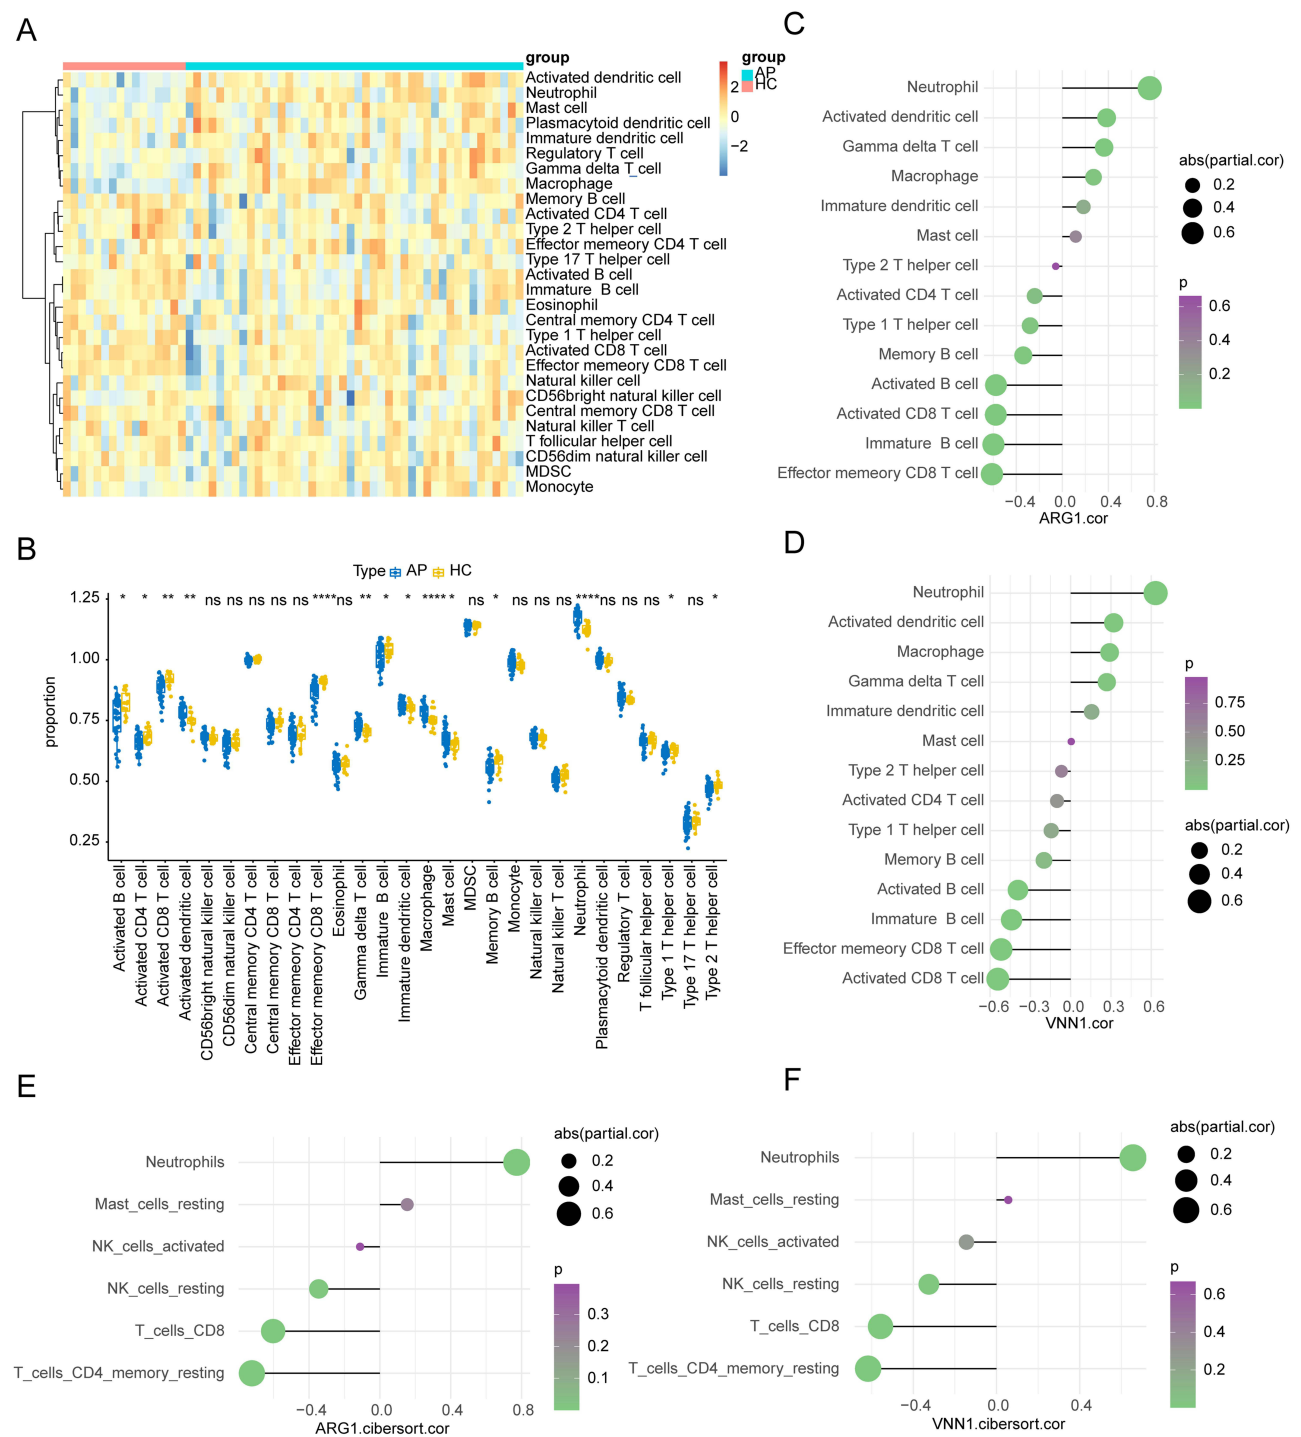 A
group
Activated dendritic cell
Neutrophil
Mast cell
Plasmacytoid dendritic cell
Immature dendritic cell
Regulatory T cell
Gamma delta T_cell
Macrophage
Memory B cell
Activated CD4 T cell
Type 2 T helper cell
Effector memeory CD4 T cell
Type 17 T helper cell
Activated B cell
Immature  B cell
Eosinophil
Central memory CD4 T cell
Type 1 T helper cell
Activated CD8 T cell
Effector memeory CD8 T cell
Natural killer cell
CD56bright natural killer cell
Central memory CD8 T cell
Natural killer T cell
T follicular helper cell
CD56dim natural killer cell
MDSC
Monocyte
2
0
−2
group
AP
HC
B
Type AP HC
* * ** ** ns ns ns ns ns **** ns ** * * **** * ns * ns ns ns **** ns ns ns * ns *
1.25
1.00
0.75
0.50
0.25
proportion
Activated B cell
Activated CD4 T cell
Activated CD8 T cell
Activated dendritic cell
CD56bright natural killer cell
CD56dim natural killer cell
Central memory CD4 T cell
Central memory CD8 T cell
Effector memeory CD4 T cell
Effector memeory CD8 T cell
Eosinophil
Gamma delta T cell
Immature  B cell
Immature dendritic cell
Macrophage
Mast cell
MDSC
Memory B cell
Monocyte
Natural killer cell
Natural killer T cell
Neutrophil
Plasmacytoid dendritic cell
Regulatory T cell
T follicular helper cell
Type 1 T helper cell
Type 17 T helper cell
Type 2 T helper cell
C
Neutrophil
Activated dendritic cell
Gamma delta T cell
Macrophage
Immature dendritic cell
Mast cell
Type 2 T helper cell
Activated CD4 T cell
Type 1 T helper cell
Memory B cell
Activated B cell
Activated CD8 T cell
Immature  B cell
Effector memeory CD8 T cell
−0.4 0.0 0.4 0.8
ARG1.cor
abs(partial.cor)
0.2
0.4
0.6
p
0.6
0.4
0.2
D
Neutrophil
Activated dendritic cell
Macrophage
Gamma delta T cell
Immature dendritic cell
Mast cell
Type 2 T helper cell
Activated CD4 T cell
Type 1 T helper cell
Memory B cell
Activated B cell
Immature  B cell
Effector memeory CD8 T cell
Activated CD8 T cell
−0.6 −0.3 0.0 0.3 0.6
VNN1.cor
p
0.75
0.50
0.25
abs(partial.cor)
0.2
0.4
0.6
E
Neutrophils
Mast_cells_resting
NK_cells_activated
NK_cells_resting
T_cells_CD8
T_cells_CD4_memory_resting
−0.4 0.0 0.4 0.8
ARG1.cibersort.cor
abs(partial.cor)
0.2
0.4
0.6
p
0.3
0.2
0.1
F
Neutrophils
Mast_cells_resting
NK_cells_activated
NK_cells_resting
T_cells_CD8
T_cells_CD4_memory_resting
−0.4 0.0 0.4
VNN1.cibersort.cor
abs(partial.cor)
0.2
0.4
0.6
p
0.6
0.4
0.2